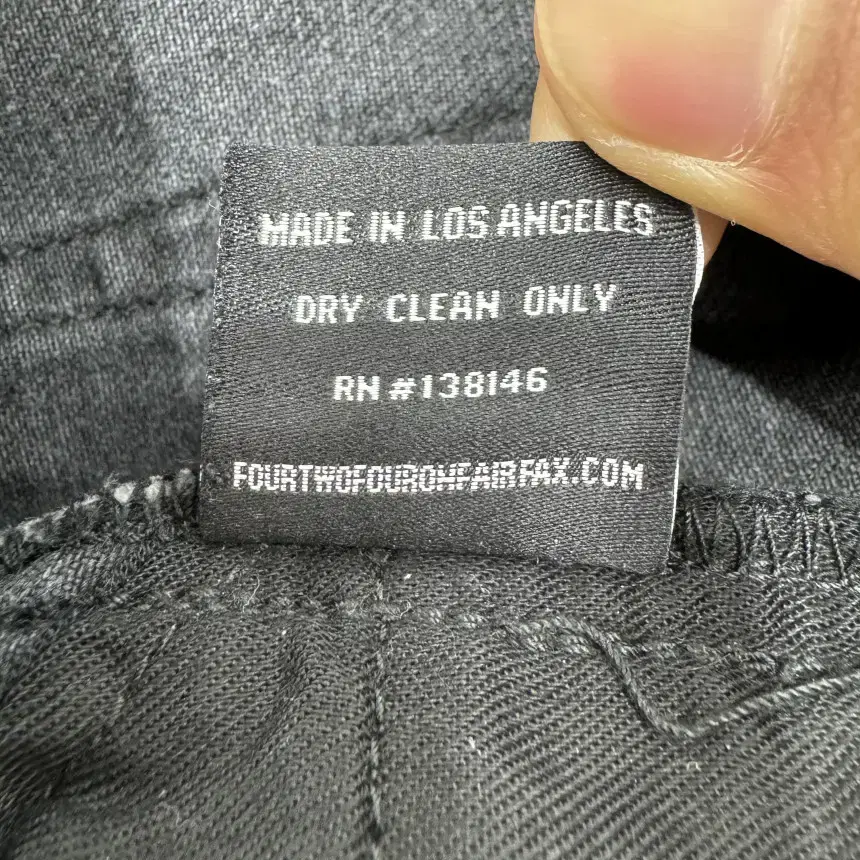 MADE IN LOS ANGELES
DRY CLEAN ONLY
RN #138146
FOURTWOFOURONFAIRFAX.COM